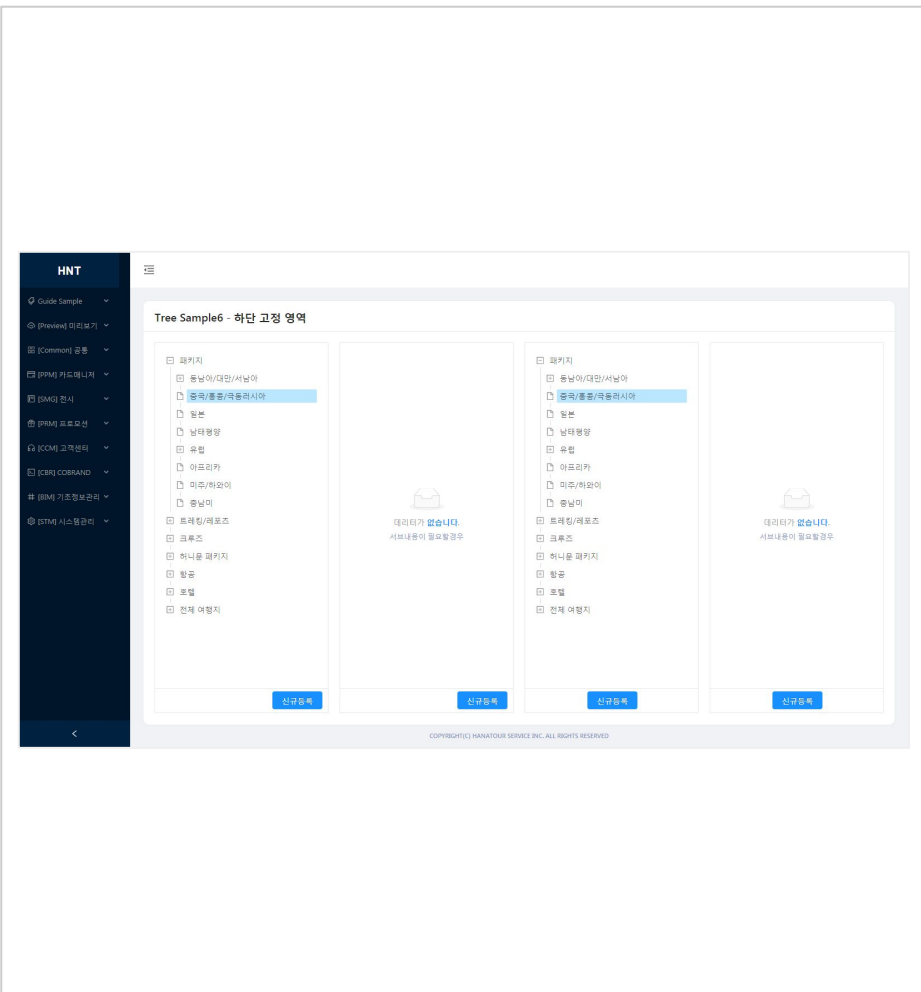 HNT
Guide Sample
[Preview] 미리보기
[Common] 공통
[PPM] 카드매니저
[SMG] 전시
[PRM] 프로모션
[CCM] 고객센터
[CBR] COBRAND
[BIM] 기초정보관리
[STM] 시스템관리
Tree Sample6 - 하단 고정 영역
패키지
동남아/대만/서남아
중국/홍콩/극동러시아
일본
남태평양
유럽
아프리카
미주/하와이
중남미
트레킹/레포츠
크루즈
허니문 패키지
항공
호텔
전체 여행지
신규등록
데리터가 없습니다.
서브내용이 필요할경우
신규등록
패키지
동남아/대만/서남아
중국/홍콩/극동러시아
일본
남태평양
유럽
아프리카
미주/하와이
중남미
트레킹/레포츠
크루즈
허니문 패키지
항공
호텔
전체 여행지
신규등록
데리터가 없습니다.
서브내용이 필요할경우
신규등록
COPYRIGHT(C) HANATOUR SERVICE INC. ALL RIGHTS RESERVED